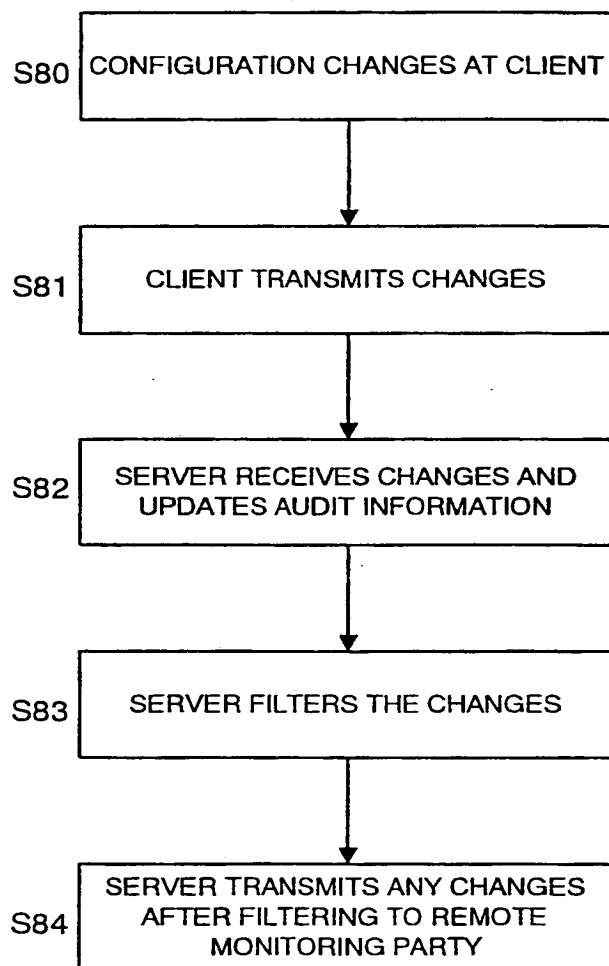 S80 CONFIGURATION CHANGES AT CLIENT
S81 CLIENT TRANSMITS CHANGES
S82 SERVER RECEIVES CHANGES AND
UPDATES AUDIT INFORMATION
S83 SERVER FILTERS THE CHANGES
SERVER TRANSMITS ANY CHANGES
S84 AFTER FILTERING TO REMOTE
MONITORING PARTY